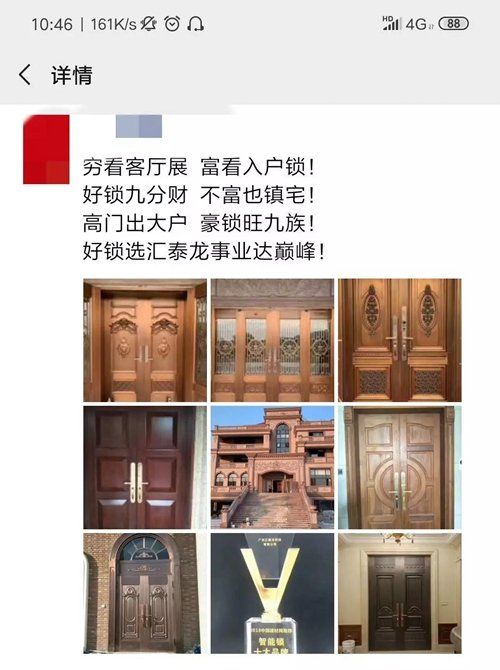 10:46 | 161K/s HD 4G 88
详情
穷看客厅展 富看入户锁！
好锁九分财 不富也镇宅！
高门出大户 豪锁旺九族！
好锁选汇泰龙事业达巅峰！
智能锁
十大品牌